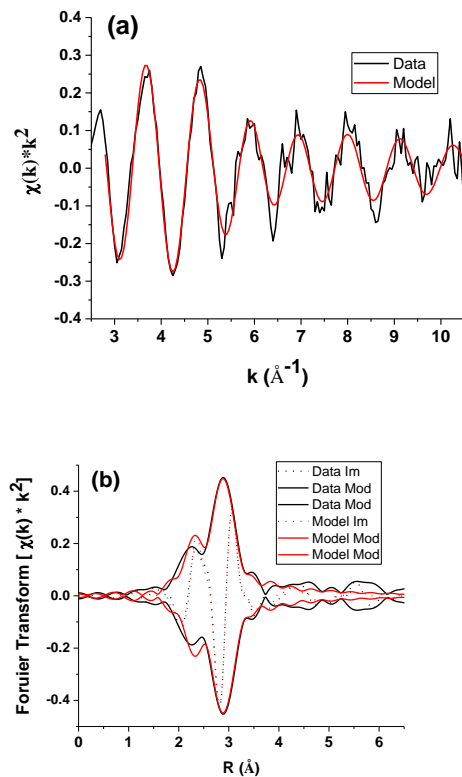 (a)
Data
Model
0.4
0.3
0.2
0.1
0.0
-0.1
-0.2
-0.3
-0.4
χ(k)*k²
3 4 5 6 7 8 9 10
k (Å⁻¹)
(b)
Data Im
Data Mod
Data Mod
Model Im
Model Mod
Model Mod
0.4
0.2
0.0
-0.2
-0.4
Foruier Transform [ χ(k) * k²]
0 1 2 3 4 5 6
R (Å)